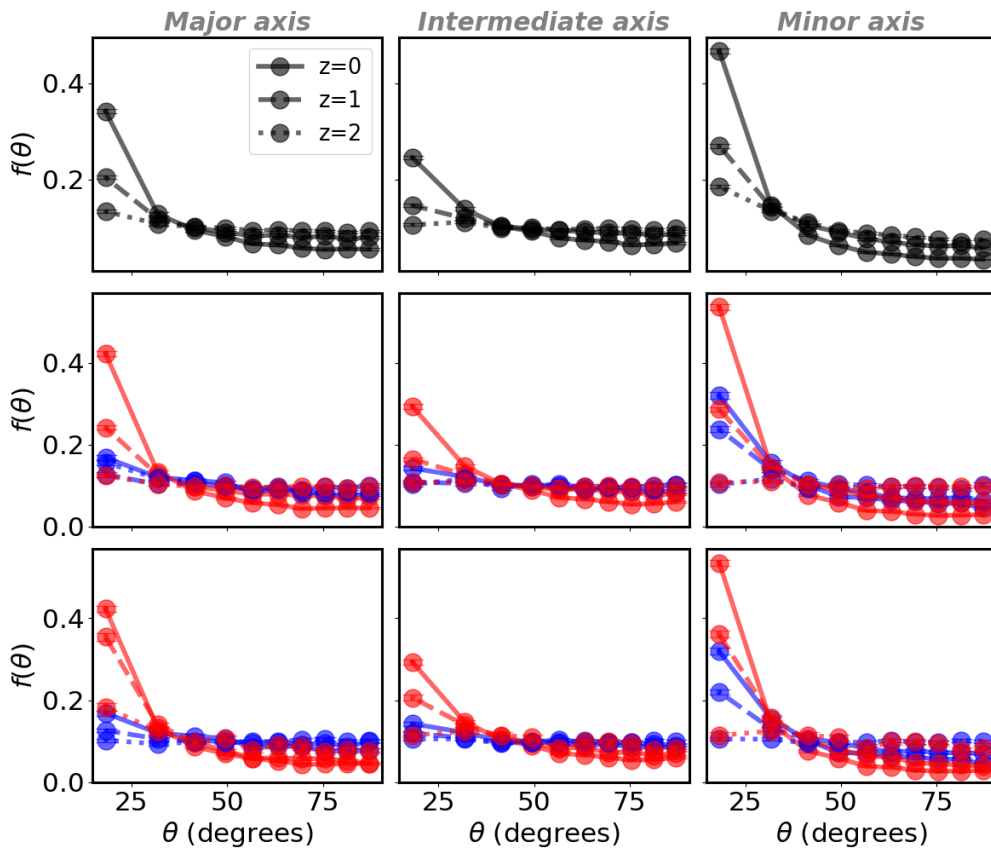 Major axis Intermediate axis Minor axis
z=0
z=1
z=2
f(θ)
0.4
0.2
f(θ)
0.4
0.2
0.0
f(θ)
0.4
0.2
0.0
25 50 75 25 50 75 25 50 75
θ (degrees) θ (degrees) θ (degrees)